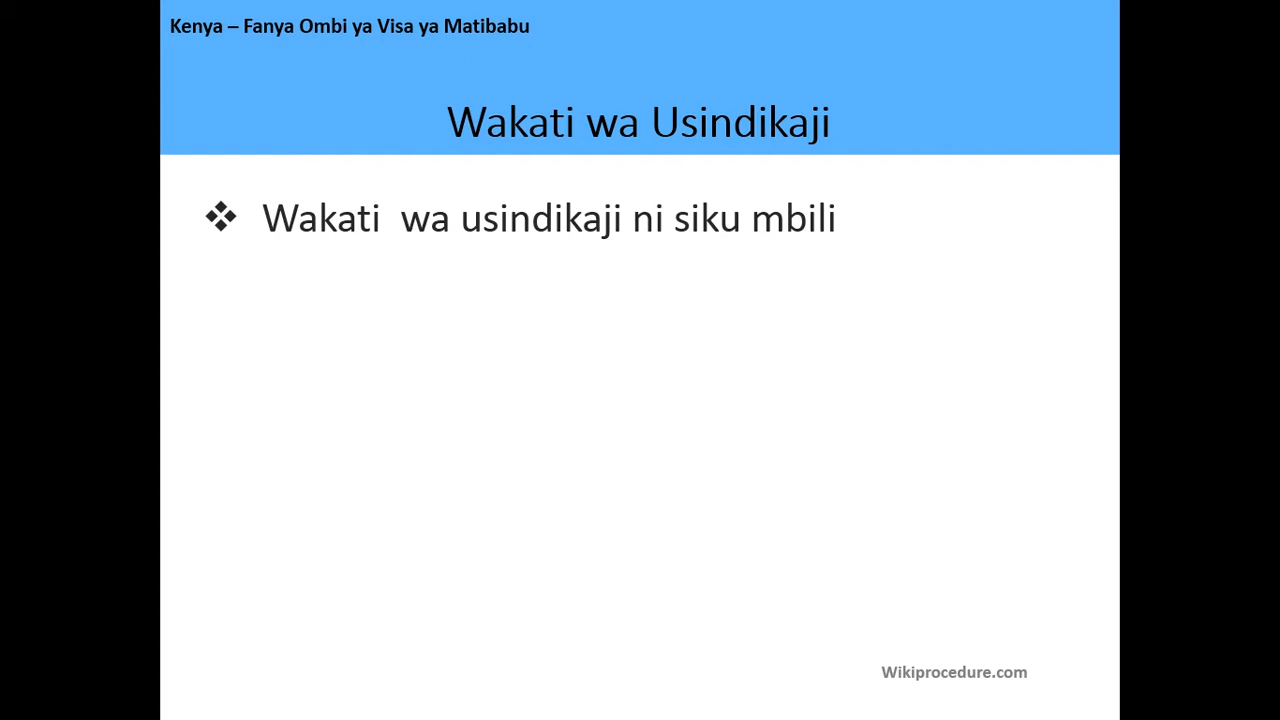 Kenya – Fanya Ombi ya Visa ya Matibabu
Wakati wa Usindikaji
❖ Wakati wa usindikaji ni siku mbili
Wikiprocedure.com